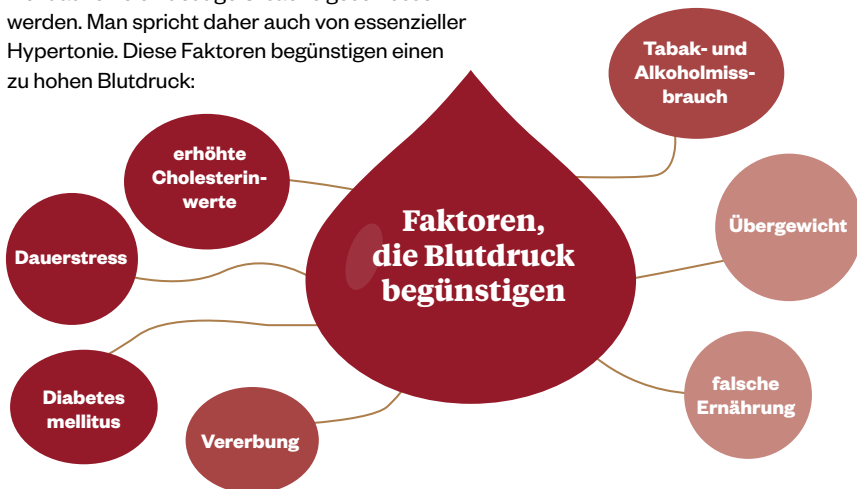 werden. Man spricht daher auch von essenzieller
Hypertonie. Diese Faktoren begünstigen einen
zu hohen Blutdruck:
Tabak- und
Alkoholmiss-
brauch
erhöhte
Cholesterin-
werte
Faktoren,
die Blutdruck
begünstigen
Übergewicht
Dauerstress
Diabetes
mellitus
Vererbung
falsche
Ernährung